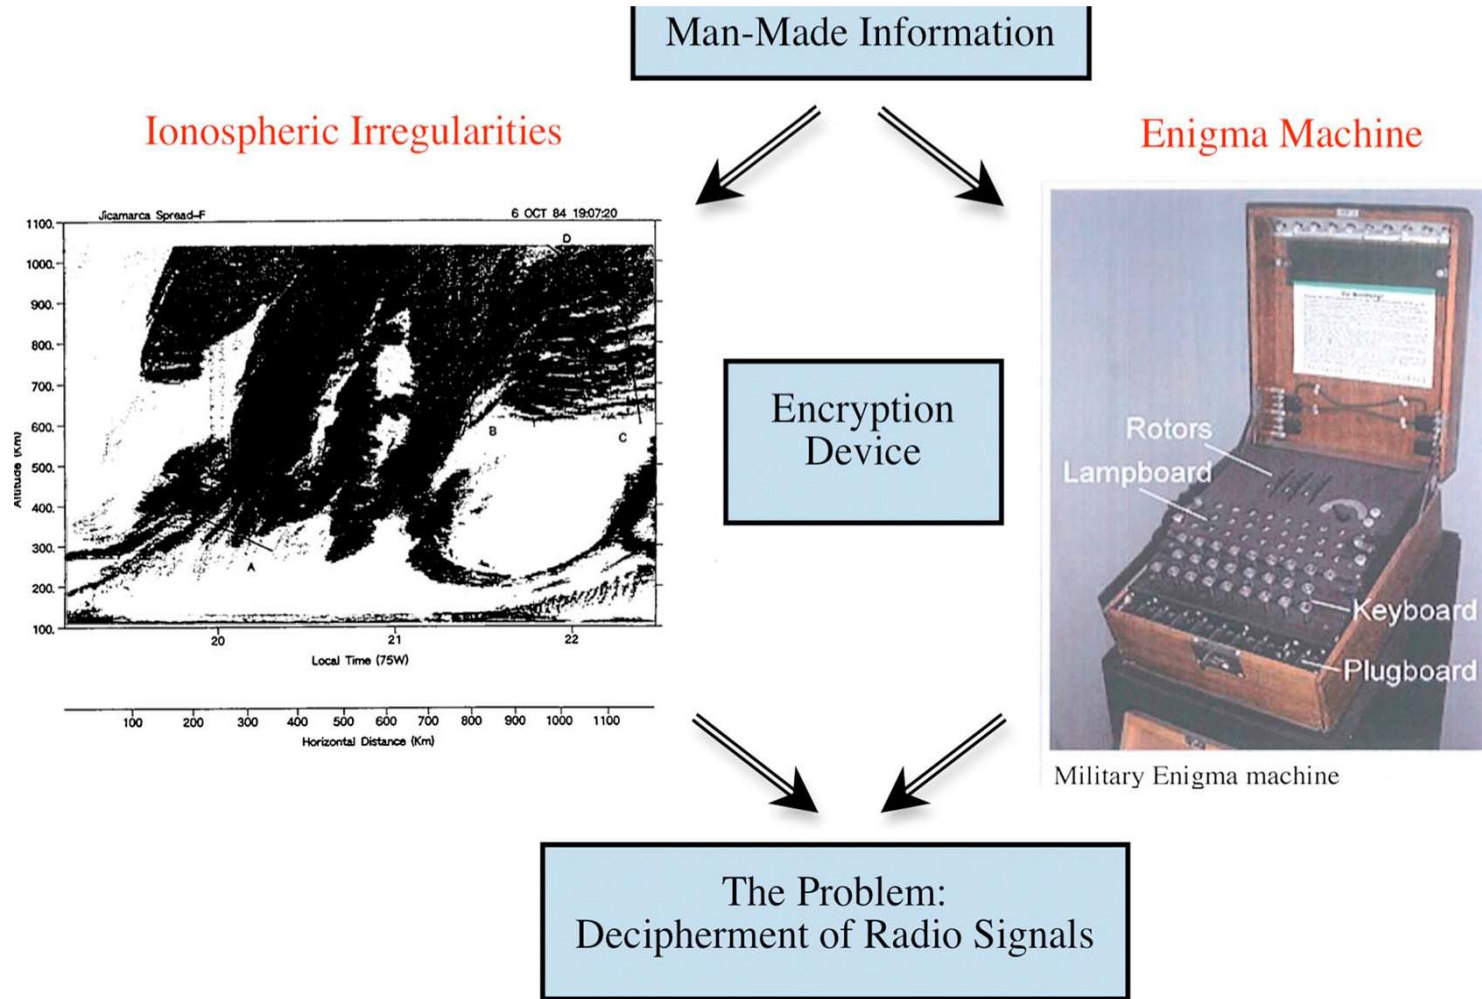 Man-Made Information
Ionospheric Irregularities
Enigma Machine
Jicamarca Spread-F
6 OCT 84 19:07:20
1100.
1000.
900.
800.
700.
600.
500.
400.
300.
200.
100.
Altitude (Km)
D
B
C
A
20
21
22
Local Time (75W)
100 200 300 400 500 600 700 800 900 1000 1100
Horizontal Distance (Km)
Encryption
Device
Rotors
Lampboard
Keyboard
Plugboard
Military Enigma machine
The Problem:
Decipherment of Radio Signals